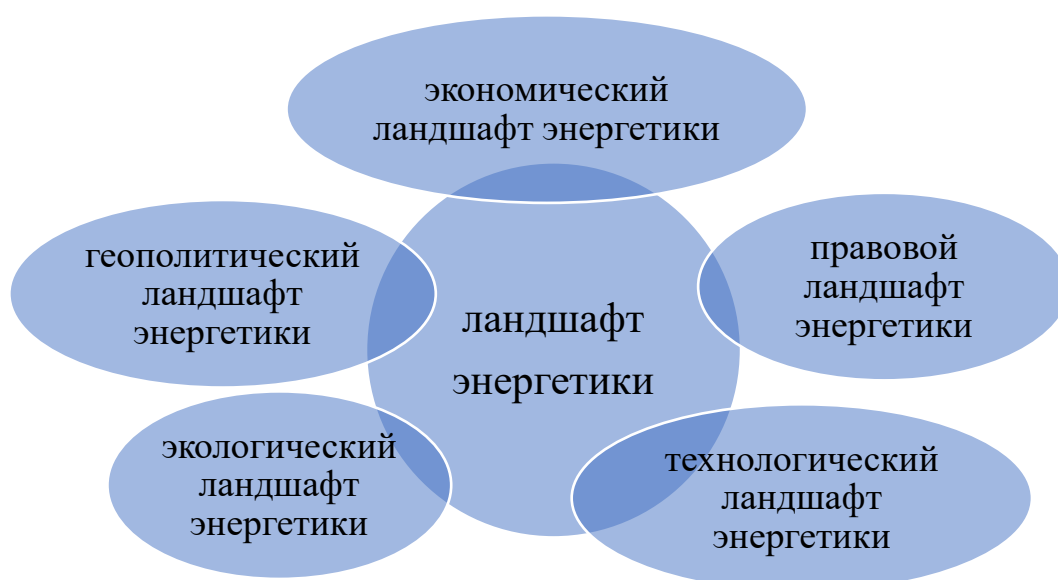 экономический
ландшафт энергетики
геополитический
ландшафт
энергетики
правовой
ландшафт
энергетики
ландшафт
энергетики
экологический
ландшафт
энергетики
технологический
ландшафт
энергетики